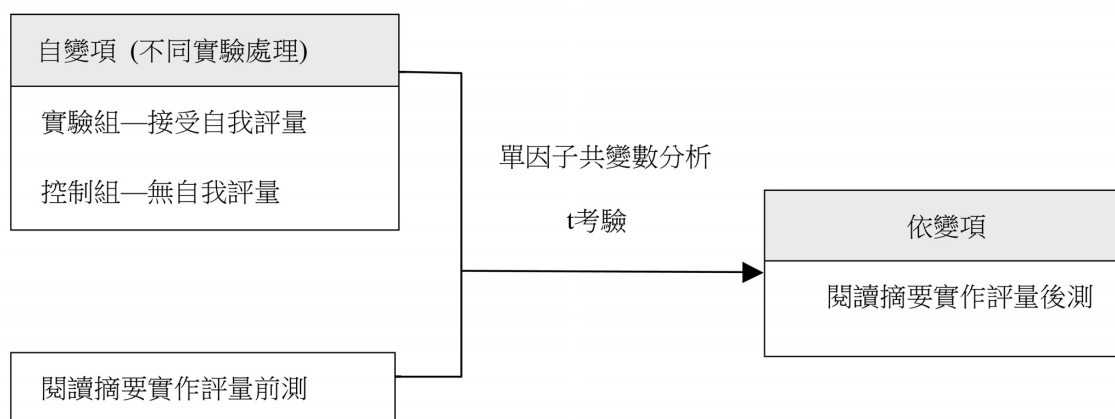 自變項 (不同實驗處理)
實驗組—接受自我評量
控制組—無自我評量
單因子共變數分析
t考驗
依變項
閱讀摘要實作評量後測
閱讀摘要實作評量前測